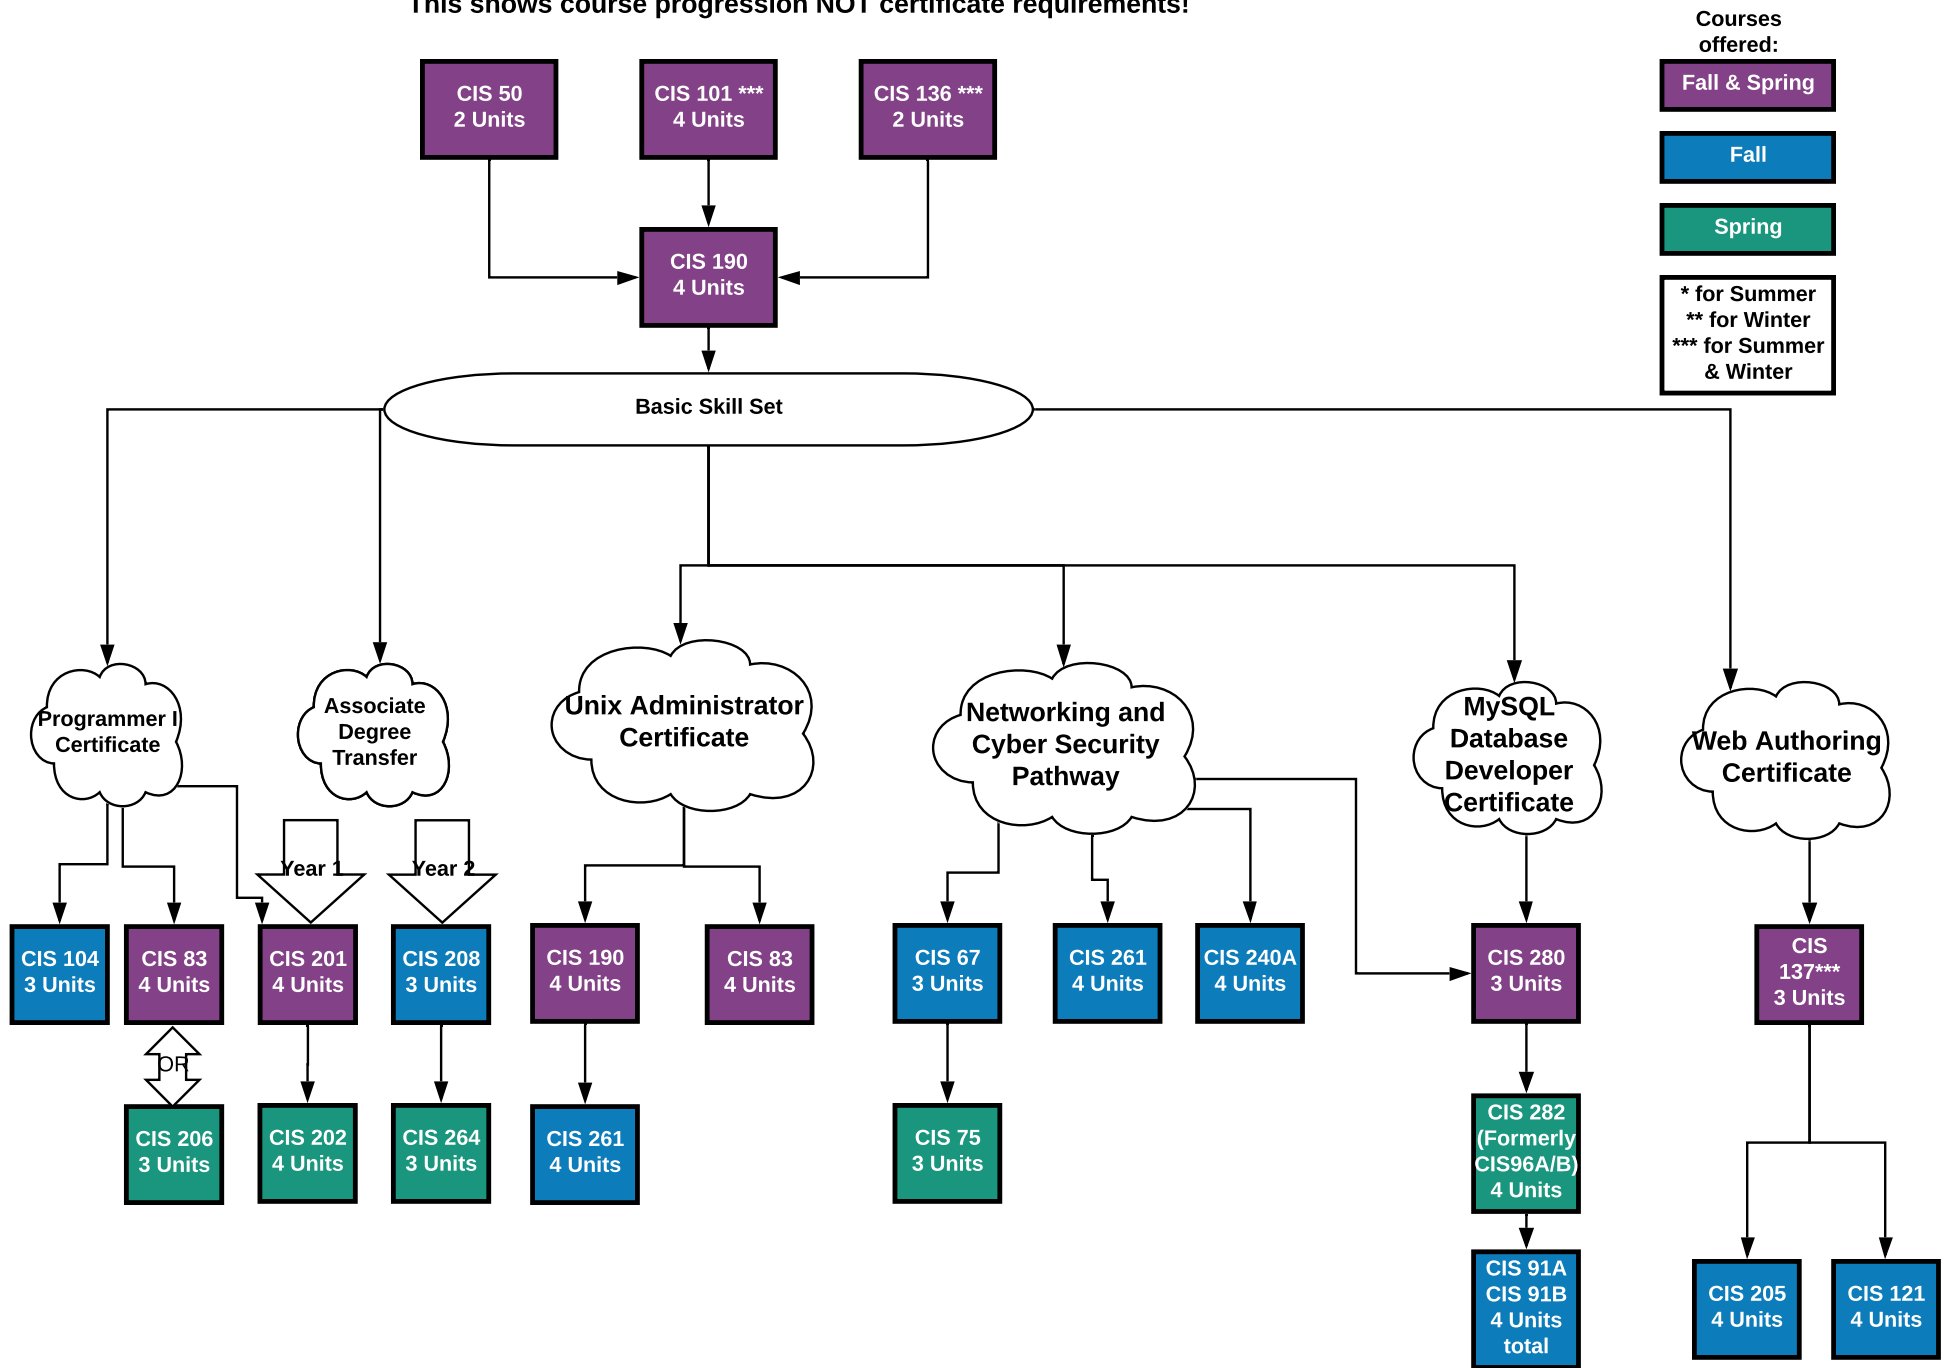 This shows course progression NOT certificate requirements!
Courses
offered:
Fall & Spring
Fall
Spring
* for Summer
** for Winter
*** for Summer
& Winter
CIS 50
2 Units
CIS 101 ***
4 Units
CIS 136 ***
2 Units
CIS 190
4 Units
Basic Skill Set
Programmer I
Certificate
Associate
Degree
Transfer
Unix Administrator
Certificate
Networking and
Cyber Security
Pathway
MySQL
Database
Developer
Certificate
Web Authoring
Certificate
Year 1
Year 2
CIS 104
3 Units
CIS 83
4 Units
CIS 201
4 Units
CIS 208
3 Units
CIS 190
4 Units
CIS 83
4 Units
CIS 67
3 Units
CIS 261
4 Units
CIS 240A
4 Units
CIS 280
3 Units
CIS
137***
3 Units
OR
CIS 206
3 Units
CIS 202
4 Units
CIS 264
3 Units
CIS 261
4 Units
CIS 75
3 Units
CIS 282
(Formerly
CIS96A/B)
4 Units
CIS 91A
CIS 91B
4 Units
total
CIS 205
4 Units
CIS 121
4 Units